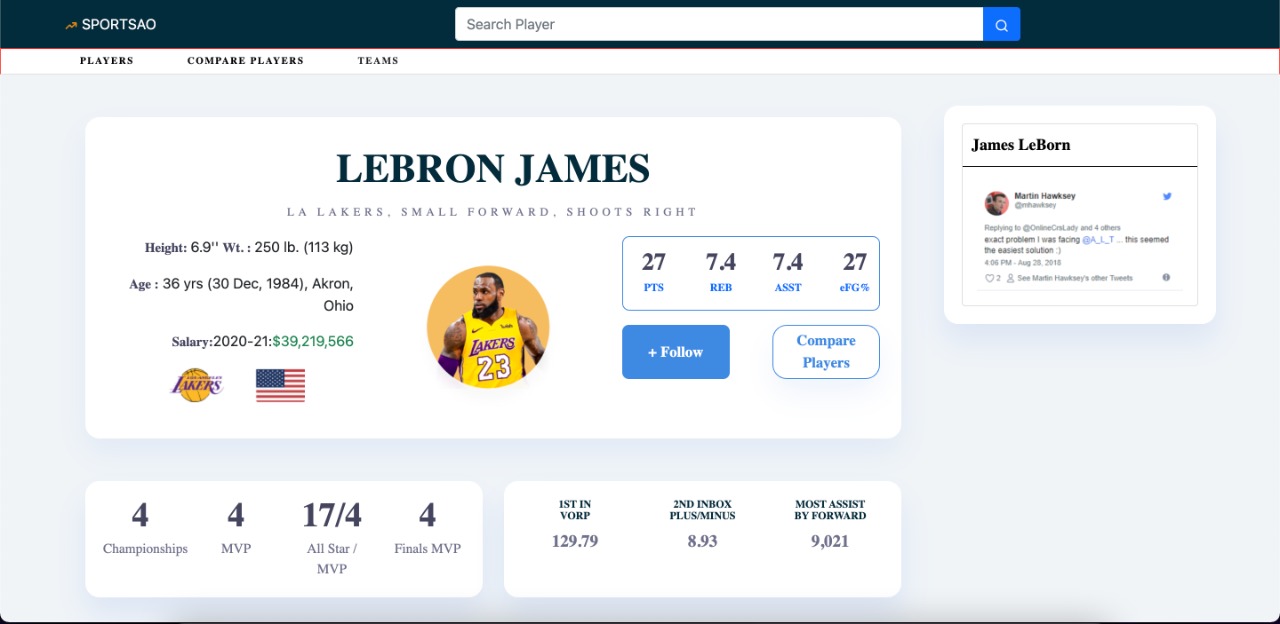 SPORTSAO
Search Player
PLAYERS COMPARE PLAYERS TEAMS
LEBRON JAMES
LA LAKERS, SMALL FORWARD, SHOOTS RIGHT
Height: 6.9'' Wt. : 250 lb. (113 kg)
Age : 36 yrs (30 Dec, 1984), Akron,
Ohio
Salary:2020-21:$39,219,566
LAKERS
LAKERS
23
27 7.4 7.4 27
PTS REB ASST eFG%
+ Follow
Compare
Players
James LeBorn
Martin Hawksey
@mhawksey
Replying to @OnlineCrsLady and 4 others
exact problem I was facing @A_L_T ... this seemed
the easiest solution :)
4:06 PM - Aug 28, 2018
2 See Martin Hawksey's other Tweets
4 4 17/4 4
Championships MVP All Star / Finals MVP
MVP
1ST IN 2ND INBOX MOST ASSIST
VORP PLUS/MINUS BY FORWARD
129.79 8.93 9,021